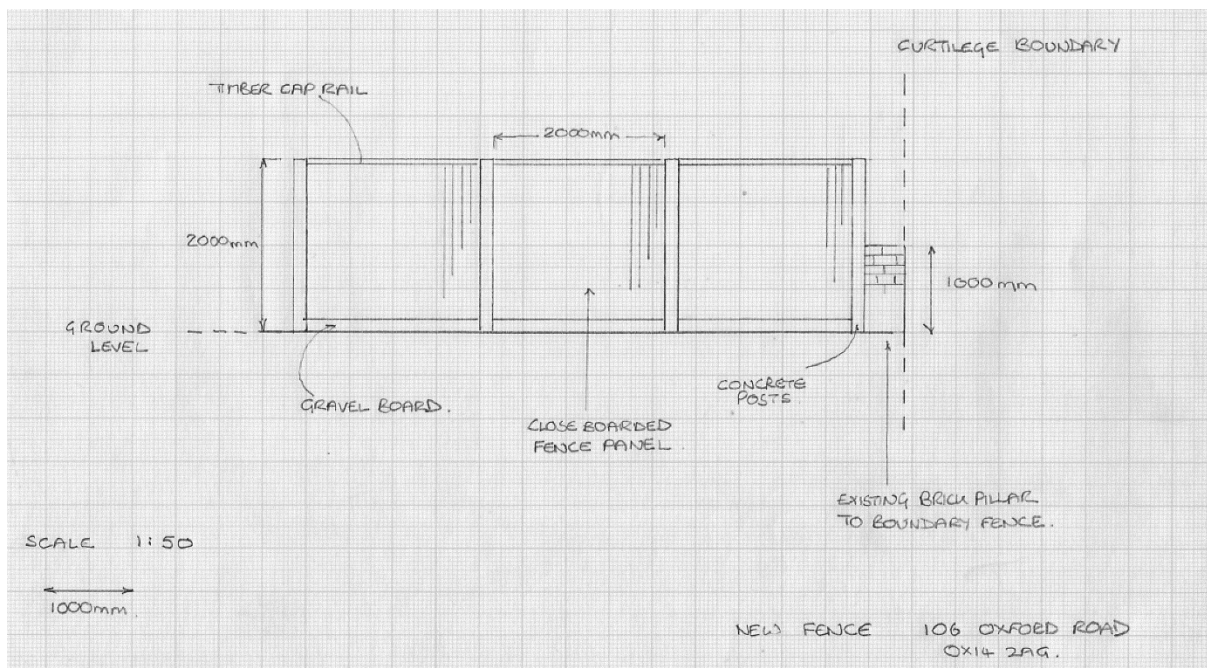 CURTILEGE BOUNDARY
TIMBER CAP RAIL
2000mm
2000mm
1000mm
GROUND
LEVEL
GRAVEL BOARD.
CLOSE BOARDED
FENCE PANEL.
CONCRETE
POSTS.
EXISTING BRICK PILLAR
TO BOUNDARY FENCE.
SCALE 1:50
1000mm
NEW FENCE 106 OXFORD ROAD
OX14 2AG.